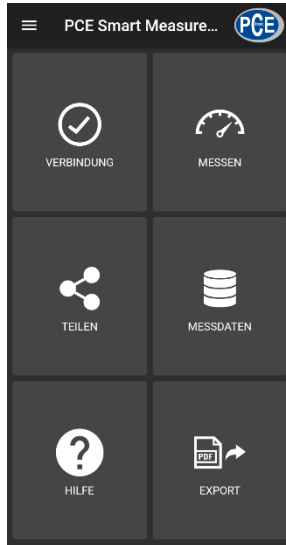 PCE Smart Measure...
PCE
VERBINDUNG
MESSEN
TEILEN
MESSDATEN
?
HILFE
PDF
EXPORT